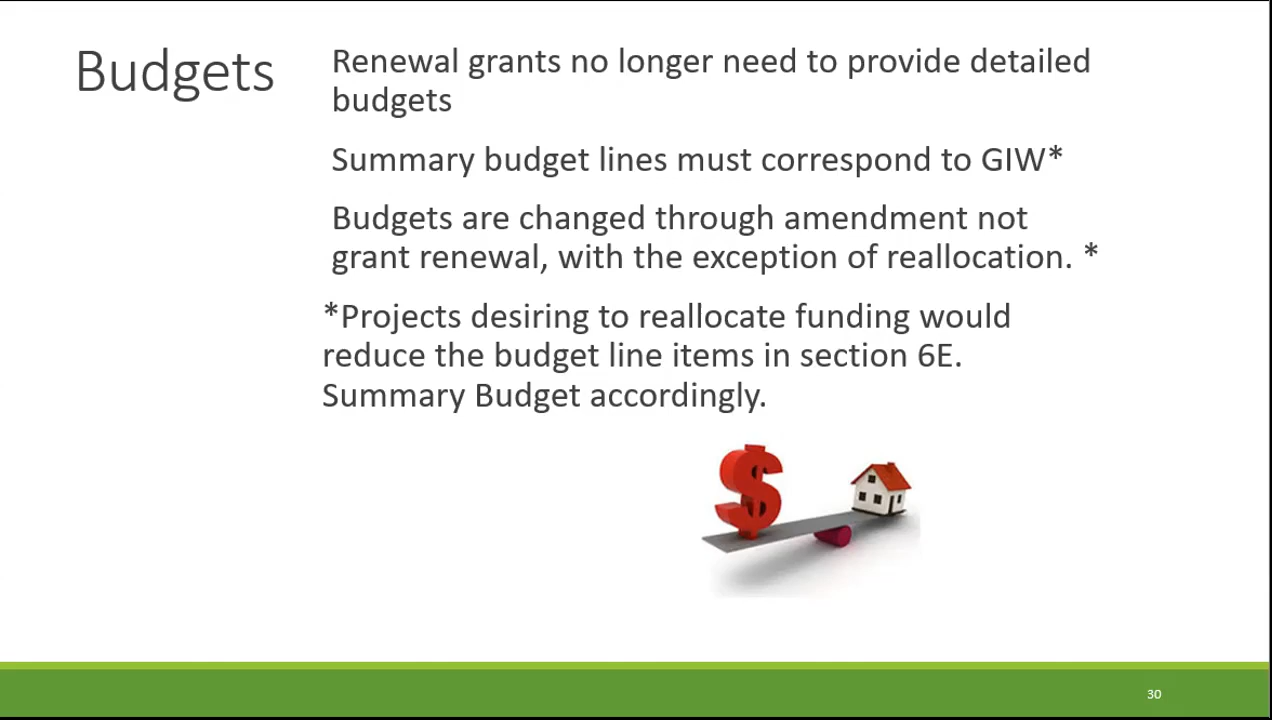 Budgets
Renewal grants no longer need to provide detailed
budgets
Summary budget lines must correspond to GIW*
Budgets are changed through amendment not
grant renewal, with the exception of reallocation. *
*Projects desiring to reallocate funding would
reduce the budget line items in section 6E.
Summary Budget accordingly.
$
30